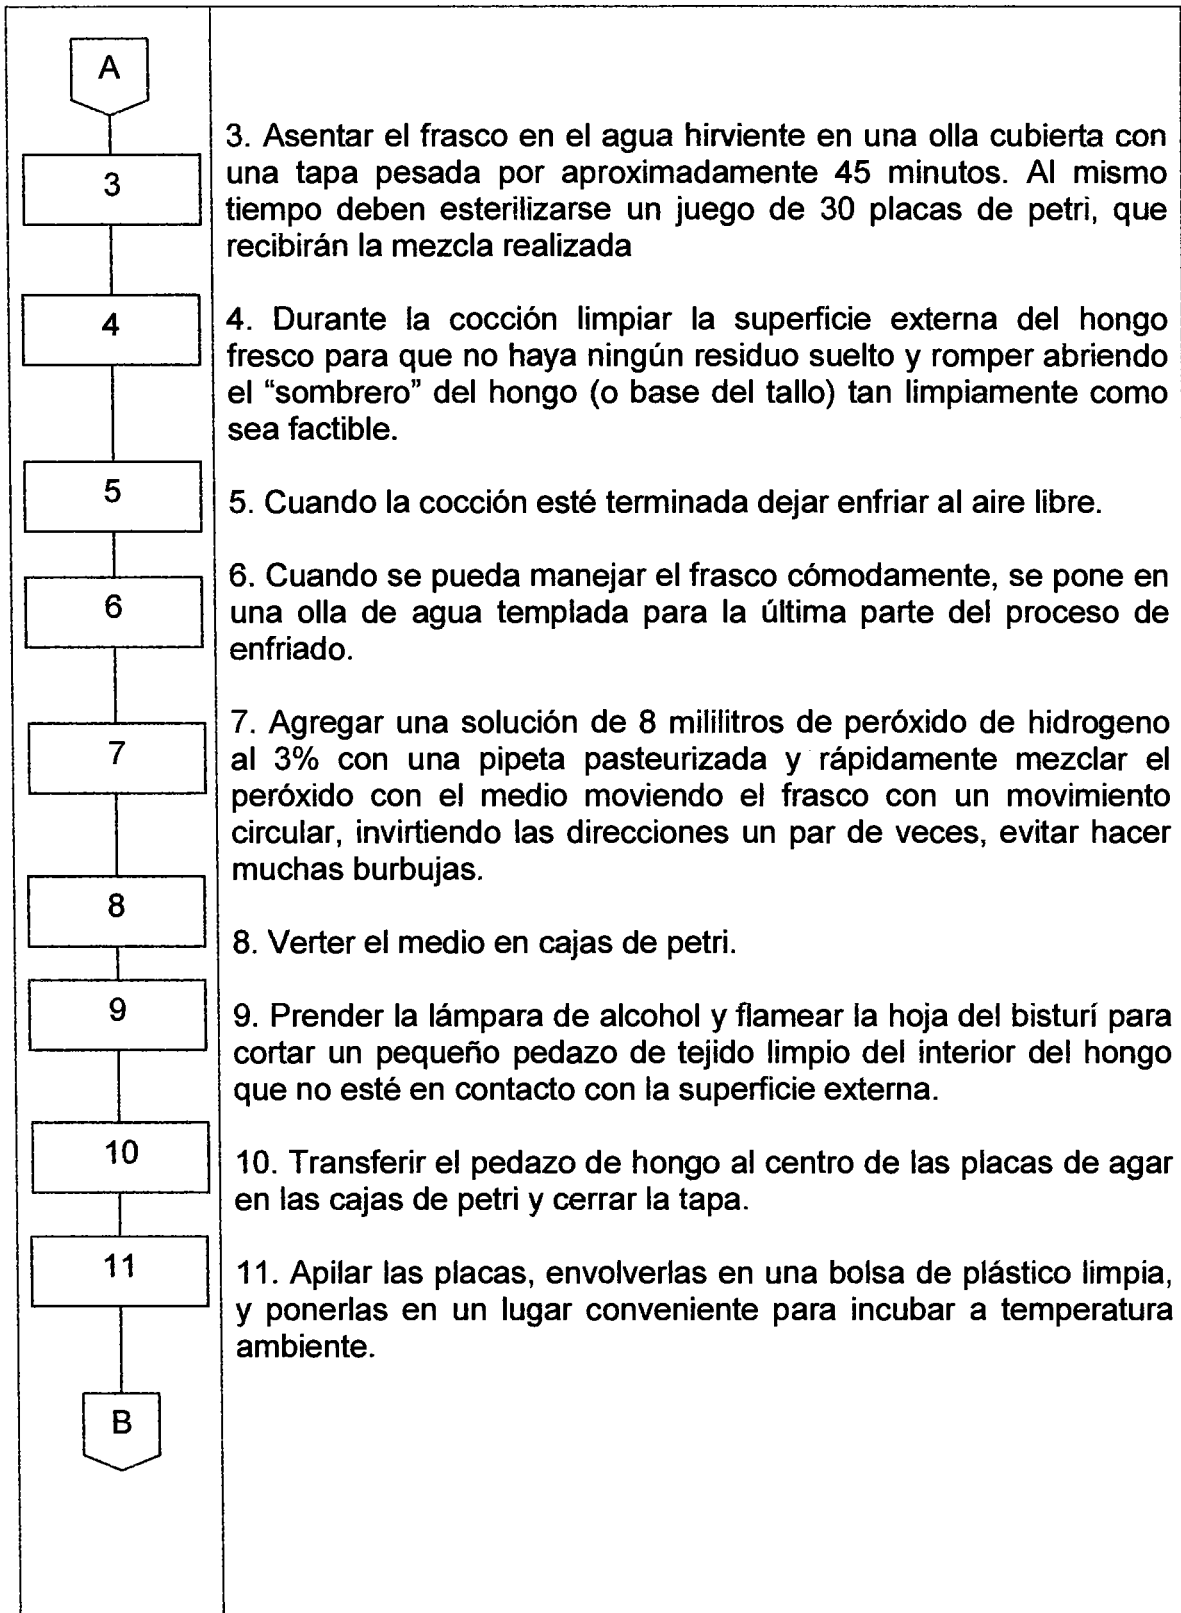 A
3
3. Asentar el frasco en el agua hirviente en una olla cubierta con
una tapa pesada por aproximadamente 45 minutos. Al mismo
tiempo deben esterilizarse un juego de 30 placas de petri, que
recibirán la mezcla realizada
4
4. Durante la cocción limpiar la superficie externa del hongo
fresco para que no haya ningún residuo suelto y romper abriendo
el “sombrero” del hongo (o base del tallo) tan limpiamente como
sea factible.
5
5. Cuando la cocción esté terminada dejar enfriar al aire libre.
6
6. Cuando se pueda manejar el frasco cómodamente, se pone en
una olla de agua templada para la última parte del proceso de
enfriado.
7
7. Agregar una solución de 8 mililitros de peróxido de hidrogeno
al 3% con una pipeta pasteurizada y rápidamente mezclar el
peróxido con el medio moviendo el frasco con un movimiento
circular, invirtiendo las direcciones un par de veces, evitar hacer
muchas burbujas.
8
8. Verter el medio en cajas de petri.
9
9. Prender la lámpara de alcohol y flamear la hoja del bisturí para
cortar un pequeño pedazo de tejido limpio del interior del hongo
que no esté en contacto con la superficie externa.
10
10. Transferir el pedazo de hongo al centro de las placas de agar
en las cajas de petri y cerrar la tapa.
11
11. Apilar las placas, envolverlas en una bolsa de plástico limpia,
y ponerlas en un lugar conveniente para incubar a temperatura
ambiente.
B